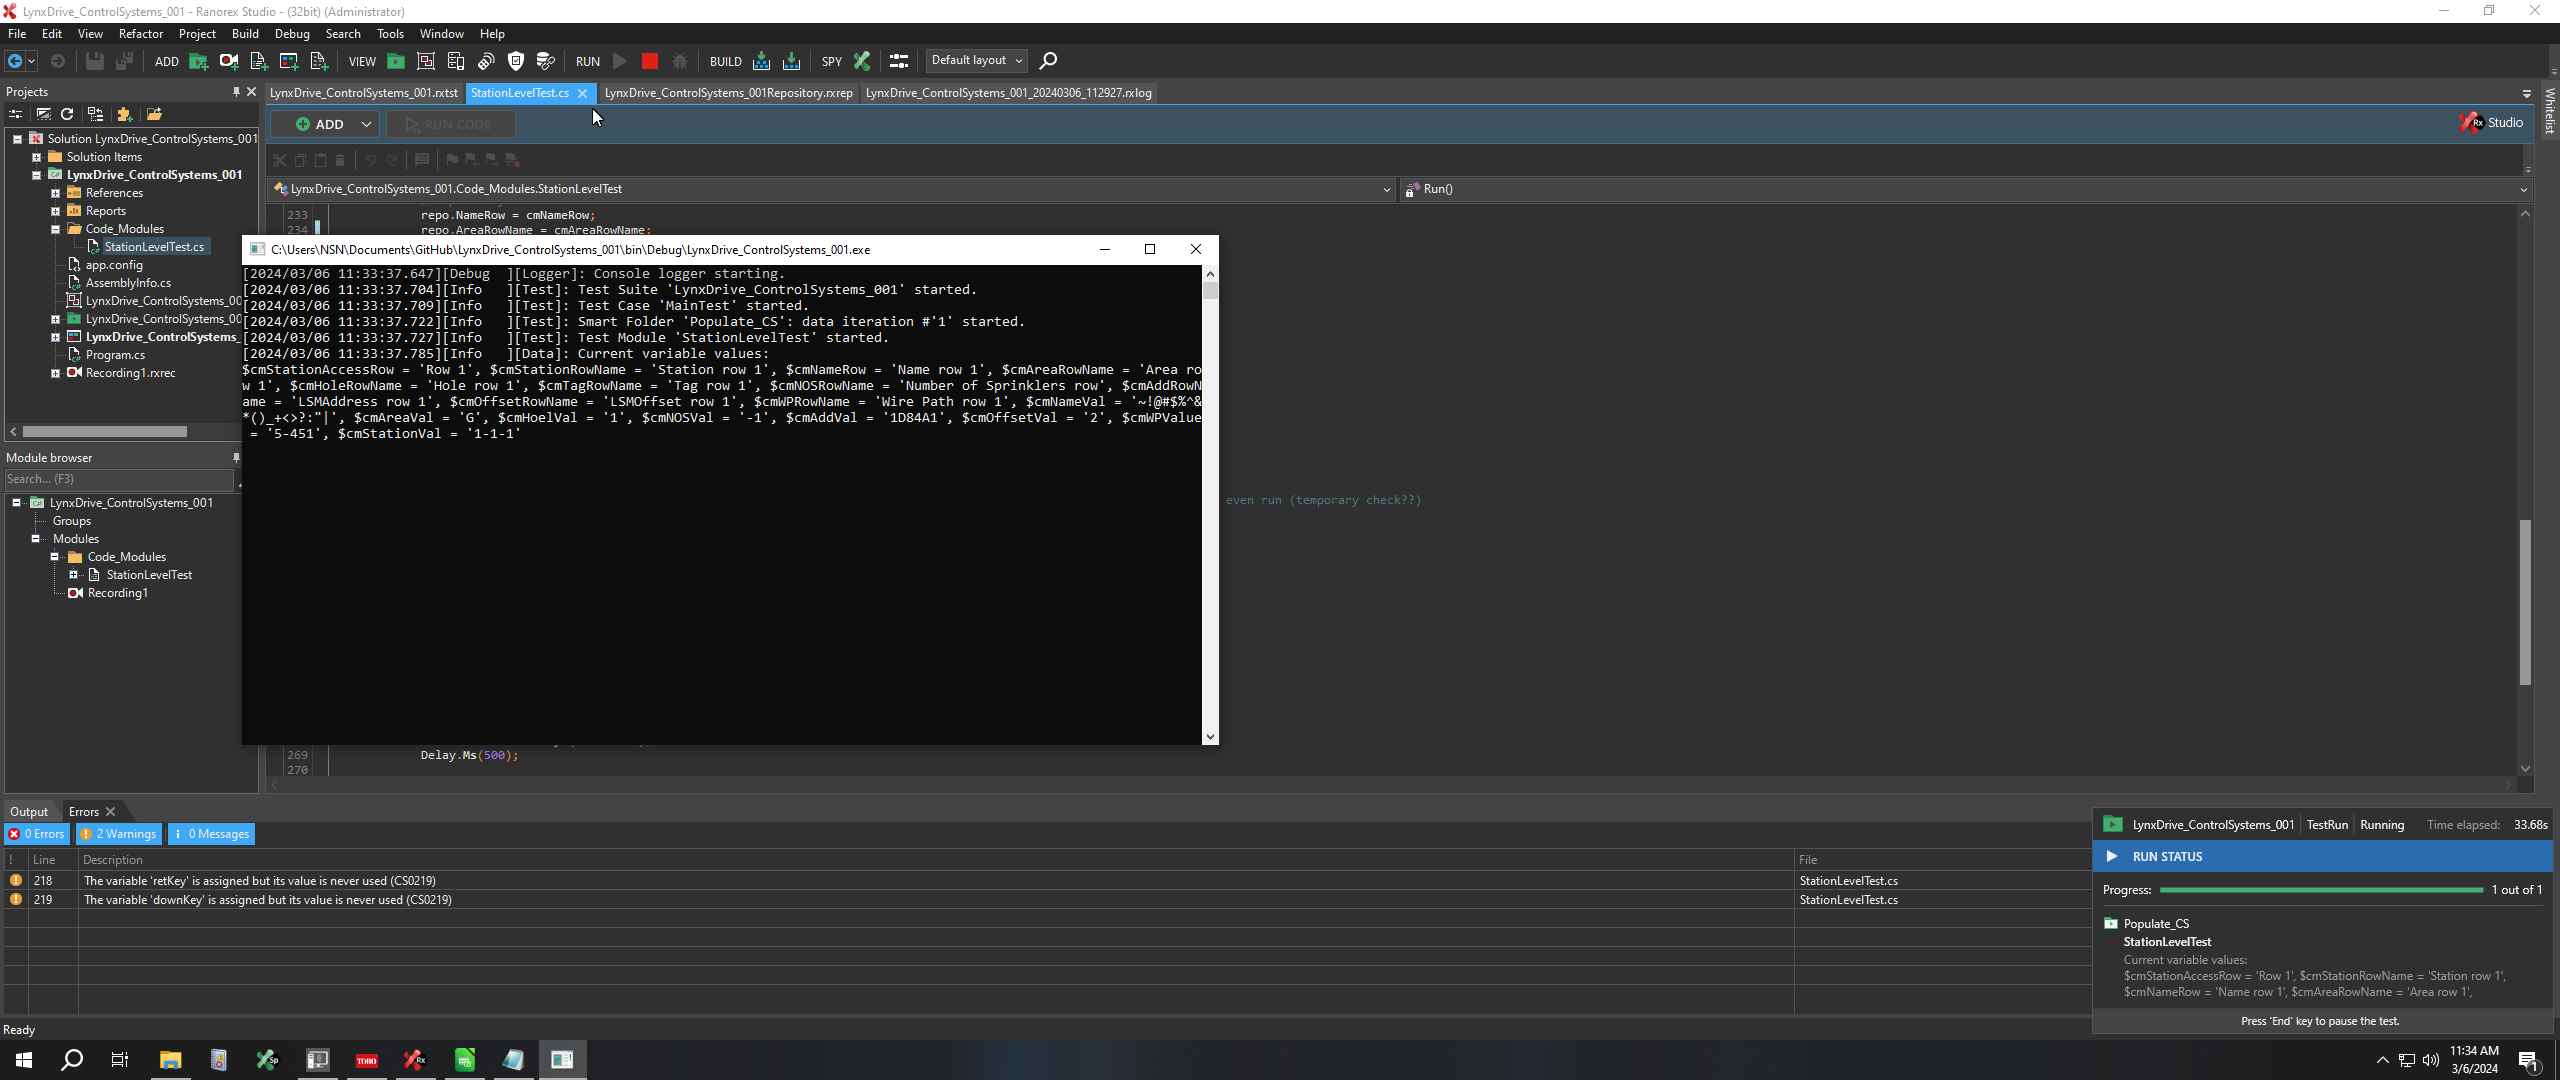 LynxDrive_ControlSystems_001 - Ranorex Studio - (32bit) (Administrator)
File Edit View Refactor Project Build Debug Search Tools Window Help
ADD VIEW RUN BUILD SPY Default layout
Projects
LynxDrive_ControlSystems_001.rxtst StationLevelTest.cs LynxDrive_ControlSystems_001Repository.rxrep LynxDrive_ControlSystems_001_20240306_112927.rxlog
Whitelist
ADD RUN CODE Rx Studio
Solution LynxDrive_ControlSystems_001
Solution Items
LynxDrive_ControlSystems_001
References
Reports
Code_Modules
StationLevelTest.cs
app.config
AssemblyInfo.cs
LynxDrive_ControlSystems_00
LynxDrive_ControlSystems_00
LynxDrive_ControlSystems_
Program.cs
Recording1.rxrec
LynxDrive_ControlSystems_001.Code_Modules.StationLevelTest Run()
233 repo.NameRow = cmNameRow;
234 repo.AreaRowName = cmAreaRowName;
C:\Users\NSN\Documents\GitHub\LynxDrive_ControlSystems_001\bin\Debug\LynxDrive_ControlSystems_001.exe
[2024/03/06 11:33:37.647][Debug  ][Logger]: Console logger starting.
[2024/03/06 11:33:37.704][Info   ][Test]: Test Suite 'LynxDrive_ControlSystems_001' started.
[2024/03/06 11:33:37.709][Info   ][Test]: Test Case 'MainTest' started.
[2024/03/06 11:33:37.722][Info   ][Test]: Smart Folder 'Populate_CS': data iteration #'1' started.
[2024/03/06 11:33:37.727][Info   ][Test]: Test Module 'StationLevelTest' started.
[2024/03/06 11:33:37.785][Info   ][Data]: Current variable values:
$cmStationAccessRow = 'Row 1', $cmStationRowName = 'Station row 1', $cmNameRow = 'Name row 1', $cmAreaRowName = 'Area ro
w 1', $cmHoleRowName = 'Hole row 1', $cmTagRowName = 'Tag row 1', $cmNOSRowName = 'Number of Sprinklers row', $cmAddRowN
ame = 'LSMAddress row 1', $cmOffsetRowName = 'LSMOffset row 1', $cmWPRowName = 'Wire Path row 1', $cmNameVal = '~!@#$%^&
*()_+<>?:"|', $cmAreaVal = 'G', $cmHoelVal = '1', $cmNOSVal = '-1', $cmAddVal = '1D84A1', $cmOffsetVal = '2', $cmWPValue
 = '5-451', $cmStationVal = '1-1-1'
even run (temporary check??)
269 Delay.Ms(500);
270
Module browser
Search... (F3)
LynxDrive_ControlSystems_001
Groups
Modules
Code_Modules
StationLevelTest
Recording1
Output Errors
0 Errors 2 Warnings 0 Messages
! Line Description File
218 The variable 'retKey' is assigned but its value is never used (CS0219) StationLevelTest.cs
219 The variable 'downKey' is assigned but its value is never used (CS0219) StationLevelTest.cs
LynxDrive_ControlSystems_001 TestRun Running Time elapsed: 33.68s
RUN STATUS
Progress: 1 out of 1
Populate_CS
StationLevelTest
Current variable values:
$cmStationAccessRow = 'Row 1', $cmStationRowName = 'Station row 1',
$cmNameRow = 'Name row 1', $cmAreaRowName = 'Area row 1',
Press 'End' key to pause the test.
Ready
Sp TORO Rx
11:34 AM
3/6/2024
1